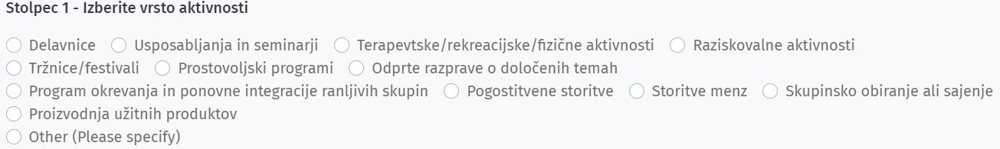 Stolpec 1 - Izberite vrsto aktivnosti
Delavnice Usposabljanja in seminarji Terapevtske/rekreacijske/fizične aktivnosti Raziskovalne aktivnosti
Tržnice/festivali Prostovoljski programi Odprte razprave o določenih temah
Program okrevanja in ponovne integracije ranljivih skupin Pogostitvene storitve Storitve menz Skupinsko obiranje ali sajenje
Proizvodnja užitnih produktov
Other (Please specify)